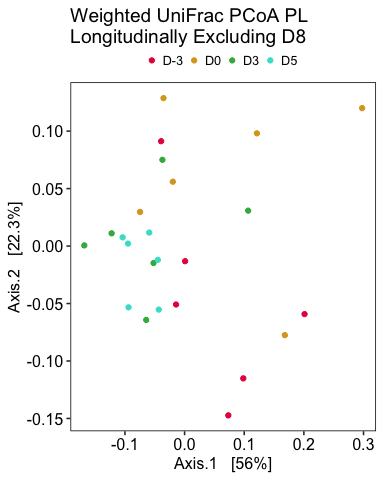 Weighted UniFrac PCoA PL
Longitudinally Excluding D8
D-3 D0 D3 D5
0.10
0.05
0.00
-0.05
-0.10
-0.15
Axis.2 [22.3%]
-0.1 0.0 0.1 0.2 0.3
Axis.1 [56%]